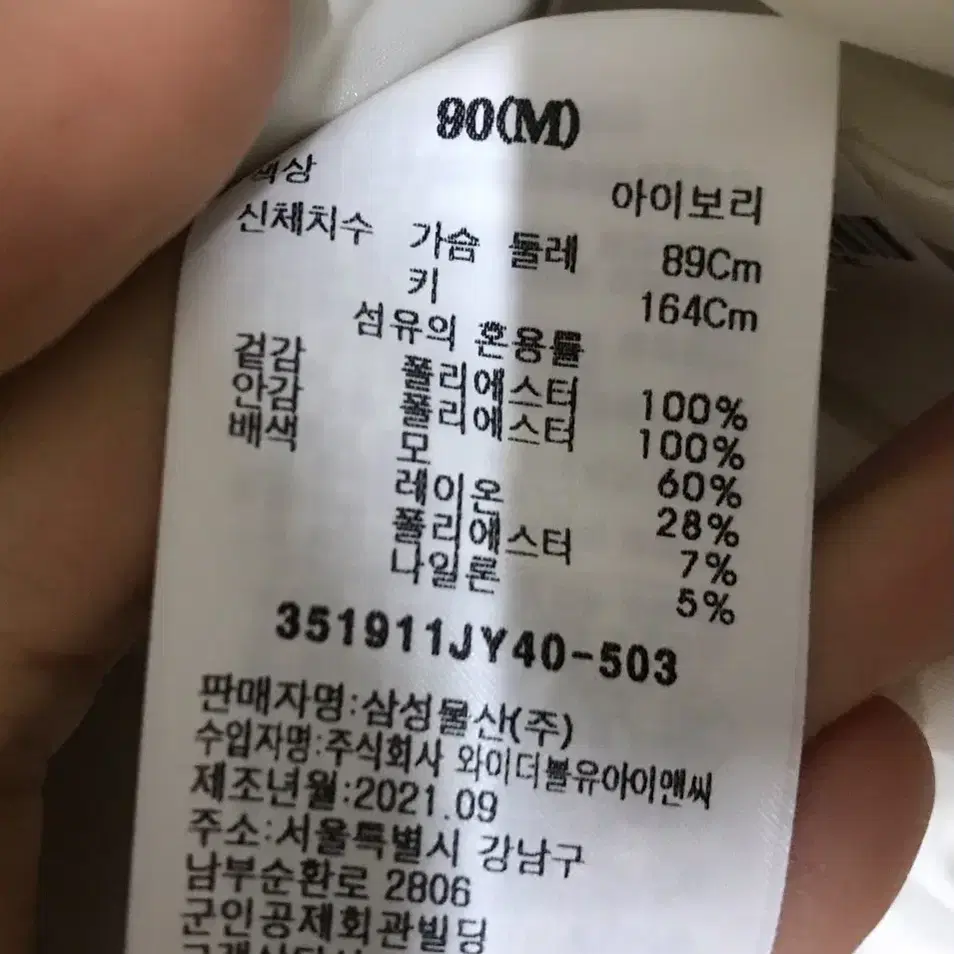 90(M)
색상 아이보리
신체치수 가슴 둘레 89Cm
키 164Cm
섬유의 혼용률
겉감 폴리에스터 100%
안감 폴리에스터 100%
배색 모 60%
레이온 28%
폴리에스터 7%
나일론 5%
351911JY40-503
판매자명:삼성물산(주)
수입자명:주식회사 와이더블유아이앤씨
제조년월:2021.09
주소:서울특별시 강남구
남부순환로 2806
군인공제회관빌딩